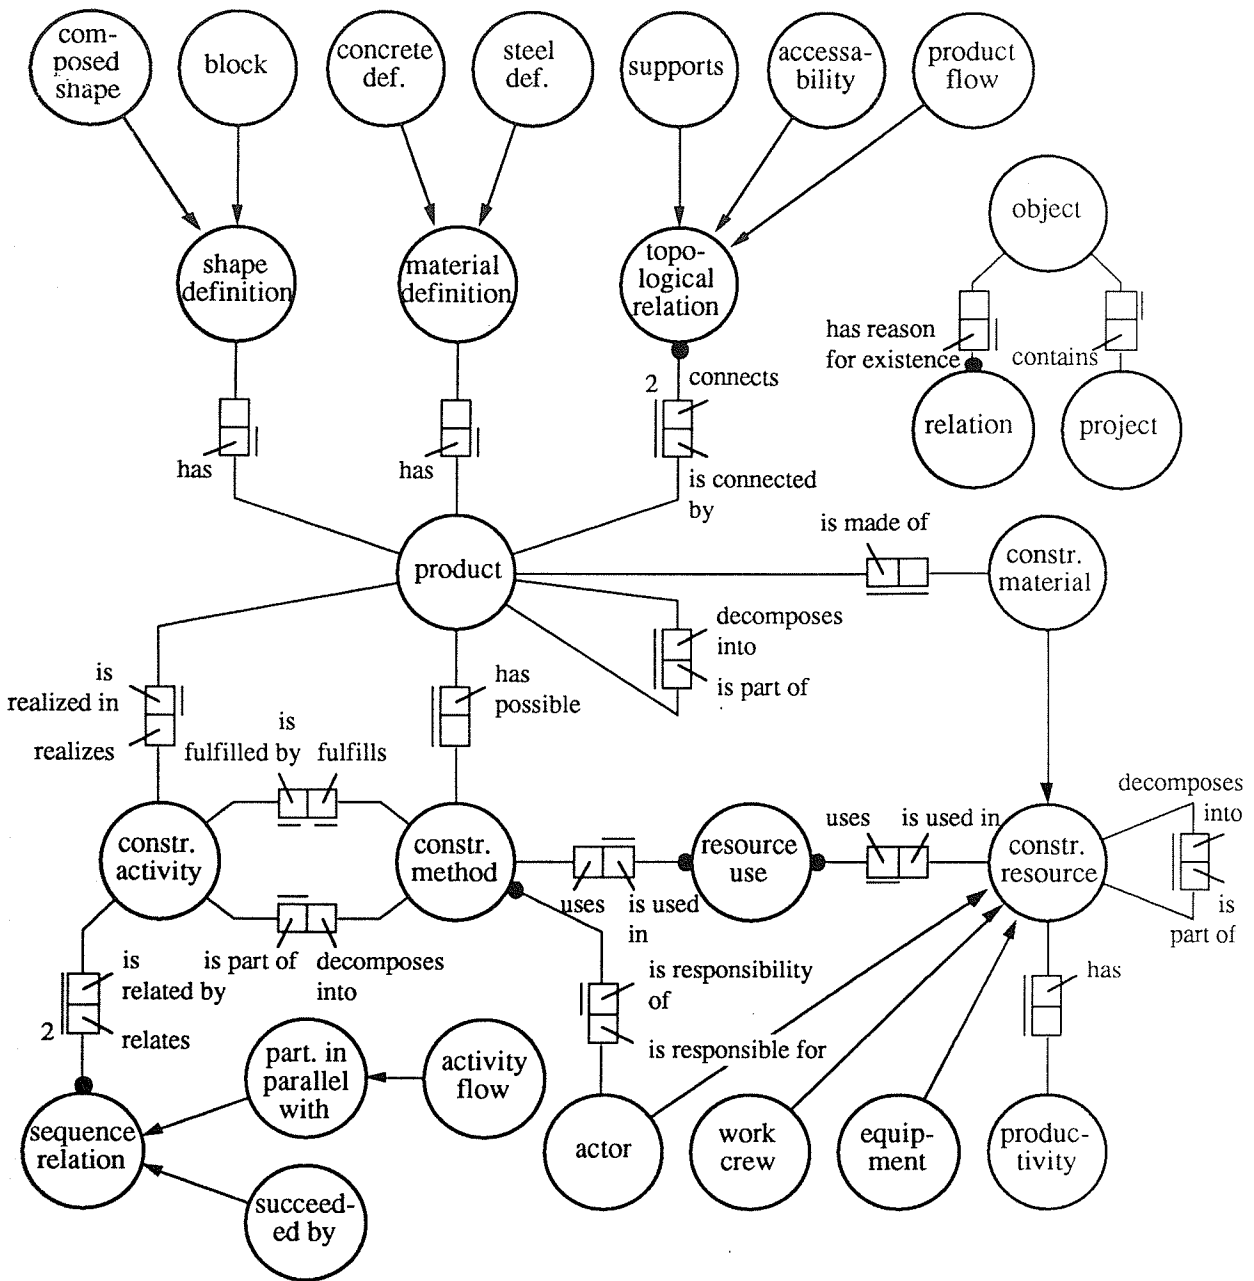 com-
posed
shape
block
concrete
def.
steel
def.
supports
accessa-
bility
product
flow
object
shape
definition
material
definition
topo-
logical
relation
has reason
for existence
contains
relation
project
2
connects
has
has
is connected
by
is made of
product
constr.
material
decomposes
into
is part of
is
realized in
realizes
has
possible
is
fulfilled by
fulfills
decomposes
into
is
part of
constr.
activity
constr.
method
resource
use
uses
is used in
constr.
resource
uses
is used
in
is part of
decomposes
into
is
related by
2
relates
is responsibility
of
is responsible for
has
part. in
parallel
with
activity
flow
sequence
relation
succeed-
ed by
actor
work
crew
equip-
ment
produc-
tivity